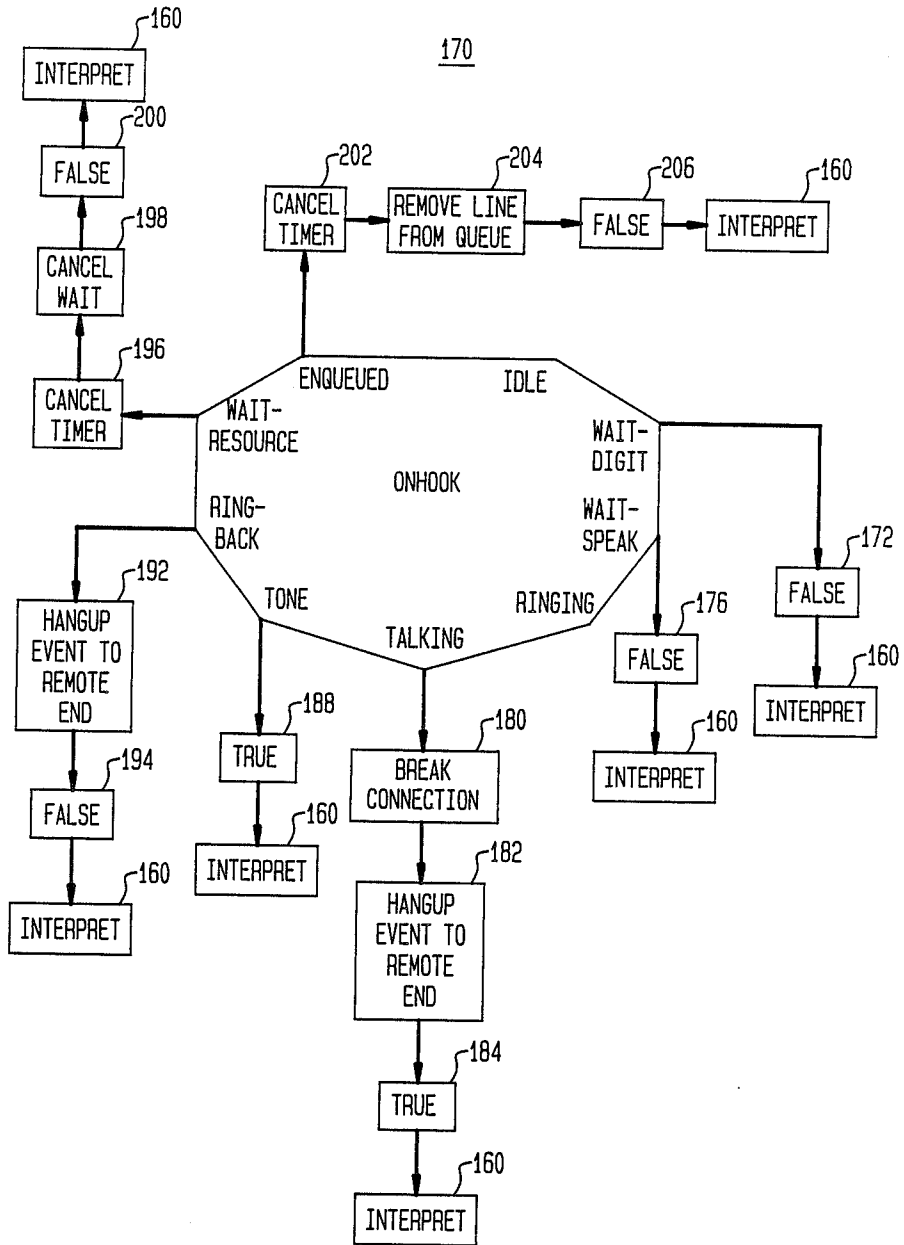 160
170
INTERPRET
200
FALSE
202
204
206
160
CANCEL
TIMER
REMOVE LINE
FROM QUEUE
FALSE
INTERPRET
198
CANCEL
WAIT
196
CANCEL
TIMER
ENQUEUED
IDLE
WAIT-
RESOURCE
WAIT-
DIGIT
ONHOOK
RING-
BACK
WAIT-
SPEAK
TONE
TALKING
RINGING
192
HANGUP
EVENT TO
REMOTE
END
194
FALSE
160
INTERPRET
188
TRUE
160
INTERPRET
180
BREAK
CONNECTION
182
HANGUP
EVENT TO
REMOTE
END
184
TRUE
160
INTERPRET
176
FALSE
160
INTERPRET
172
FALSE
160
INTERPRET